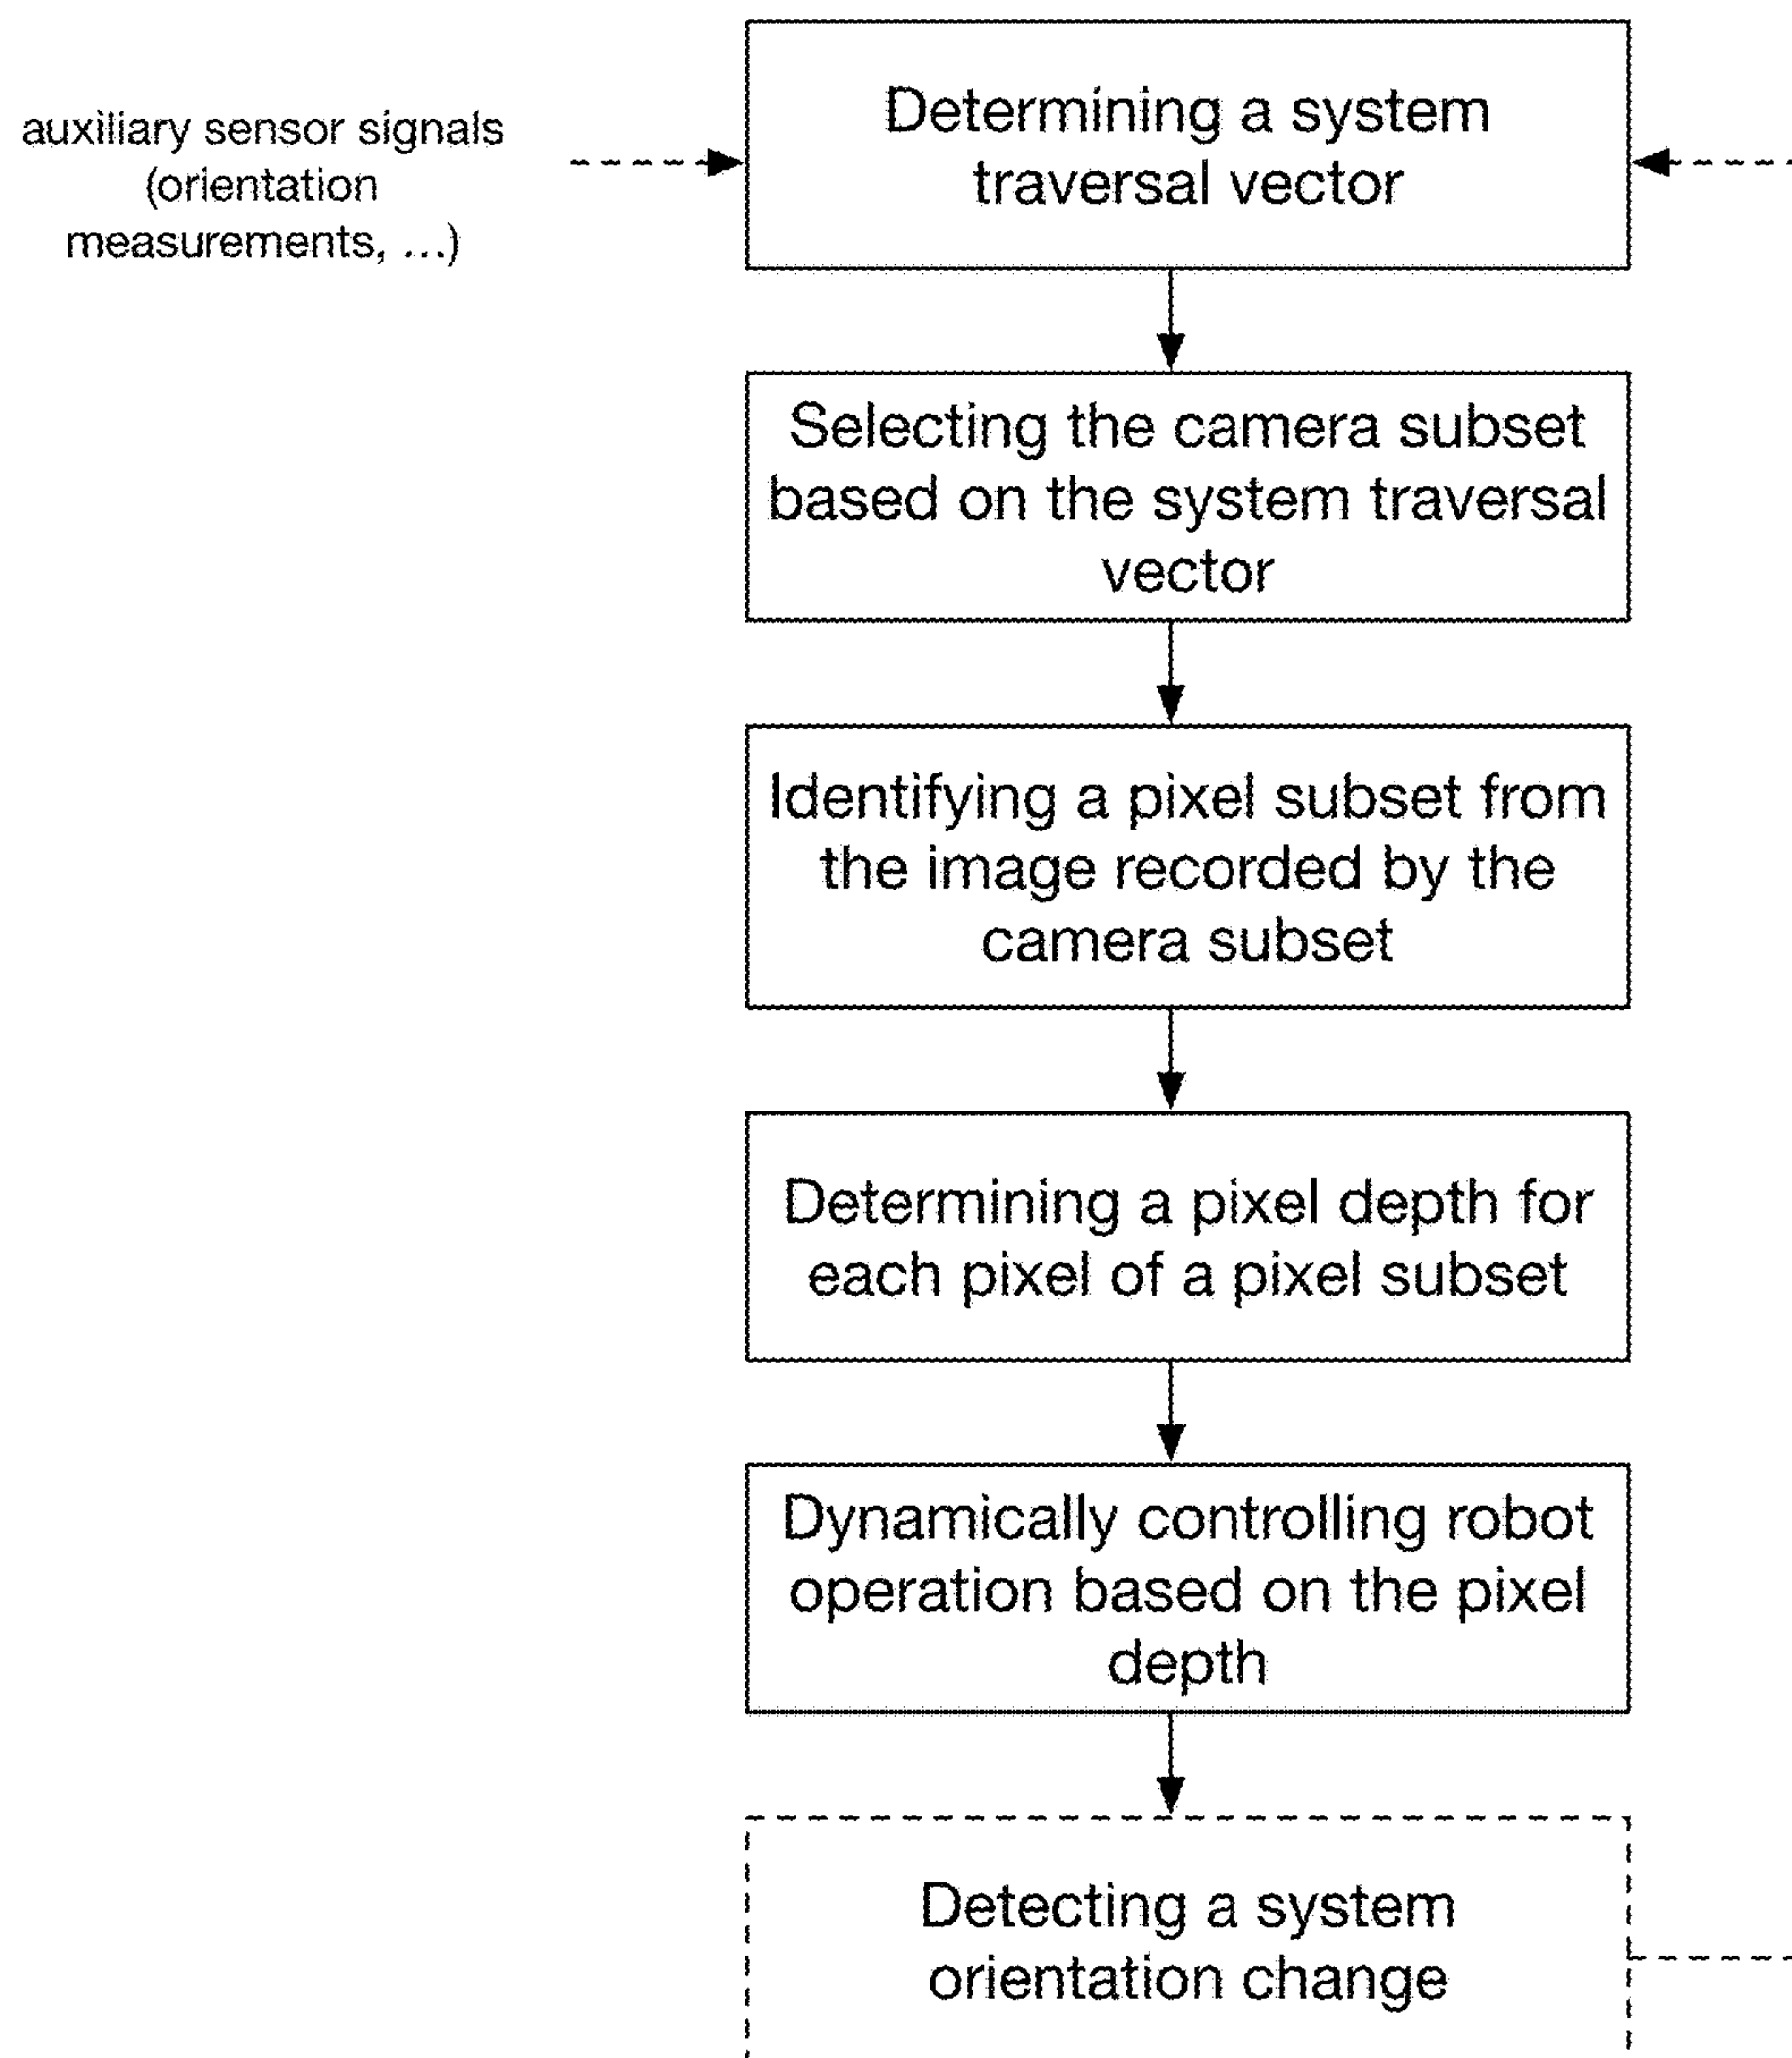 auxiliary sensor signals
(orientation
measurements, ...)
Determining a system
traversal vector
Selecting the camera subset
based on the system traversal
vector
Identifying a pixel subset from
the image recorded by the
camera subset
Determining a pixel depth for
each pixel of a pixel subset
Dynamically controlling robot
operation based on the pixel
depth
Detecting a system
orientation change